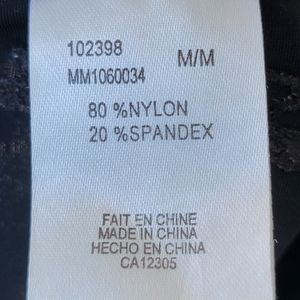 102398 M/M
MM1060034
80 %NYLON
20 %SPANDEX
FAIT EN CHINE
MADE IN CHINA
HECHO EN CHINA
CA12305